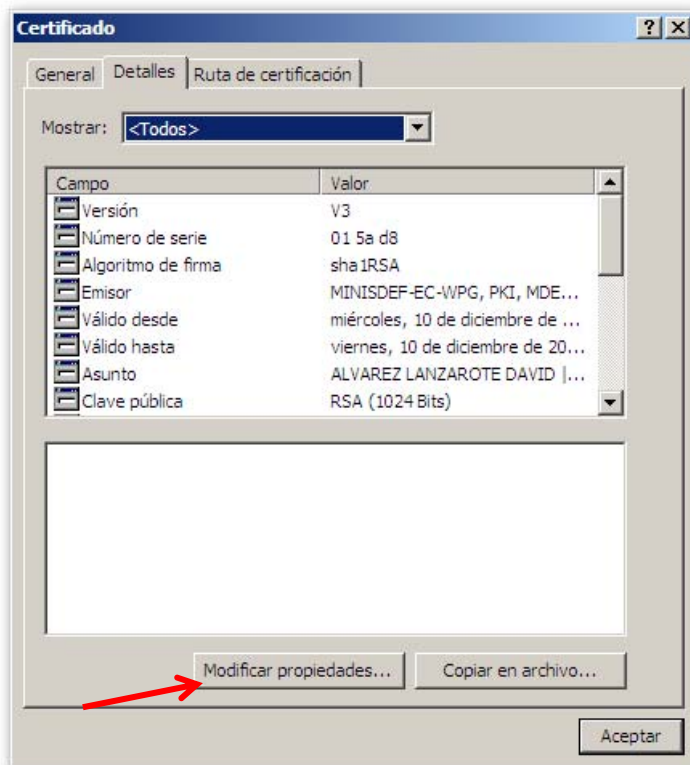 Certificado
General Detalles Ruta de certificación
Mostrar: <Todos>
Campo Valor
Versión V3
Número de serie 01 5a d8
Algoritmo de firma sha1RSA
Emisor MINISDEF-EC-WPG, PKI, MDE...
Válido desde miércoles, 10 de diciembre de ...
Válido hasta viernes, 10 de diciembre de 20...
Asunto ALVAREZ LANZAROTE DAVID |...
Clave pública RSA (1024 Bits)
Modificar propiedades... Copiar en archivo...
Aceptar